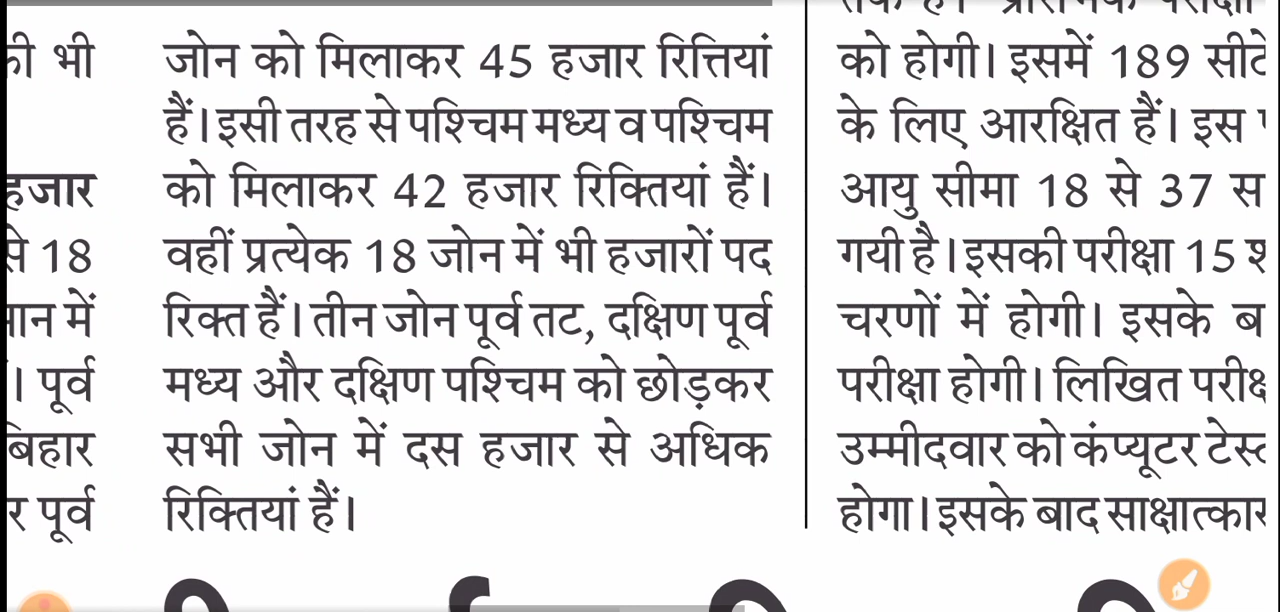 की भी
हजार
से 18
में
। पूर्व
बिहार
र पूर्व
जोन को मिलाकर 45 हजार रित्तियां
हैं। इसी तरह से पश्चिम मध्य व पश्चिम
को मिलाकर 42 हजार रिक्तियां हैं।
वहीं प्रत्येक 18 जोन में भी हजारों पद
रिक्त हैं। तीन जोन पूर्व तट, दक्षिण पूर्व
मध्य और दक्षिण पश्चिम को छोड़कर
सभी जोन में दस हजार से अधिक
रिक्तियां हैं।
को होगी। इसमें 189 सीटें
के लिए आरक्षित हैं। इस
आयु सीमा 18 से 37
गयी है। इसकी परीक्षा 15
चरणों में होगी। इसके
परीक्षा होगी। लिखित
उम्मीदवार को कंप्यूटर टेस्ट
होगा। इसके बाद साक्षात्कार